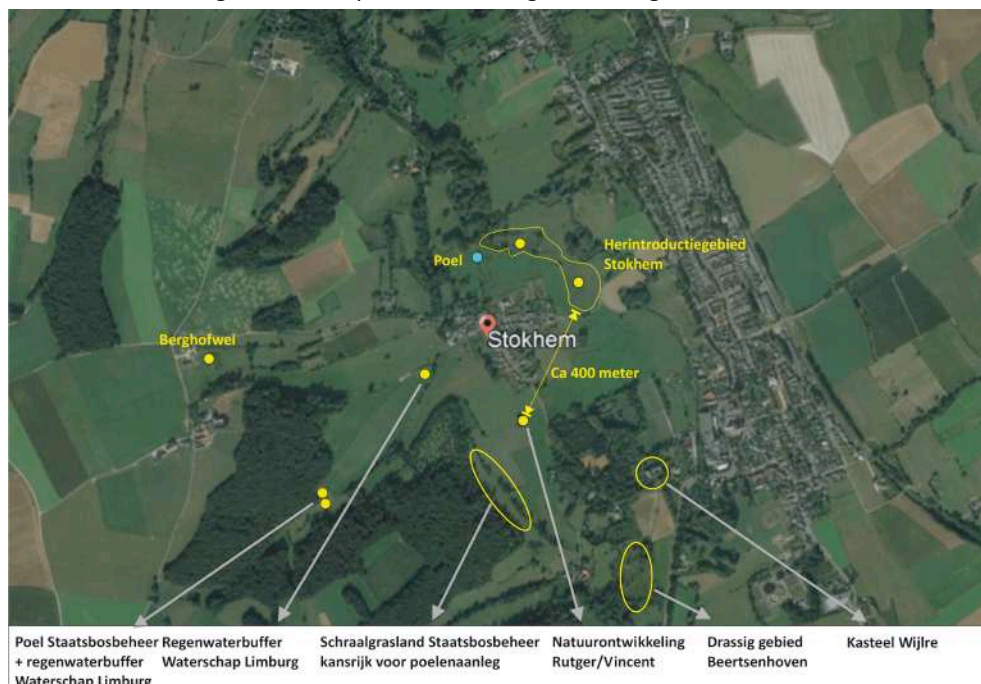 Herintroductiegebied
Stokhem
Poel
Stokhem
Berghofwei
Ca 400 meter
Poel Staatsbosbeheer
+ regenwaterbuffer
Waterschap Limburg
Regenwaterbuffer
Waterschap Limburg
Schraalgrasland Staatsbosbeheer
kansrijk voor poelenaanleg
Natuurontwikkeling
Rutger/Vincent
Drassig gebied
Beertsenhoven
Kasteel Wijlre